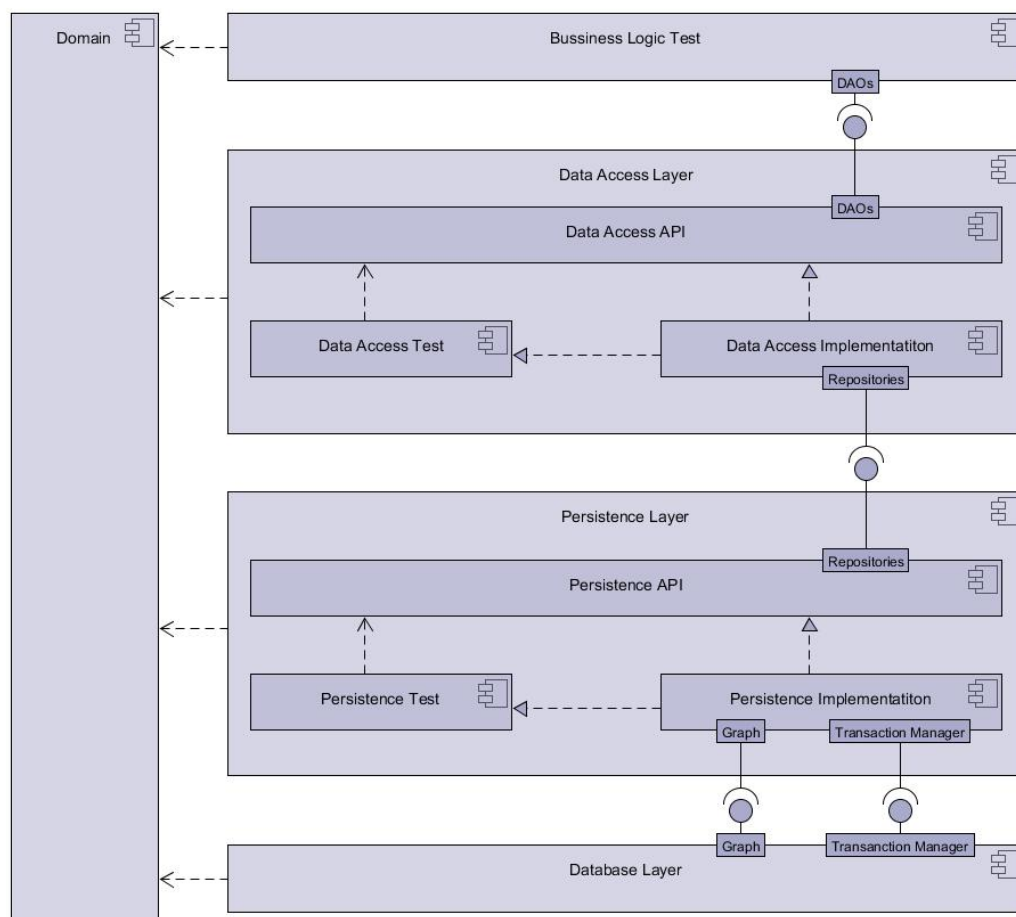 Domain
Bussiness Logic Test
DAOs
Data Access Layer
DAOs
Data Access API
Data Access Test
Data Access Implementatiton
Repositories
Persistence Layer
Repositories
Persistence API
Persistence Test
Persistence Implementatiton
Graph
Transaction Manager
Graph
Transanction Manager
Database Layer